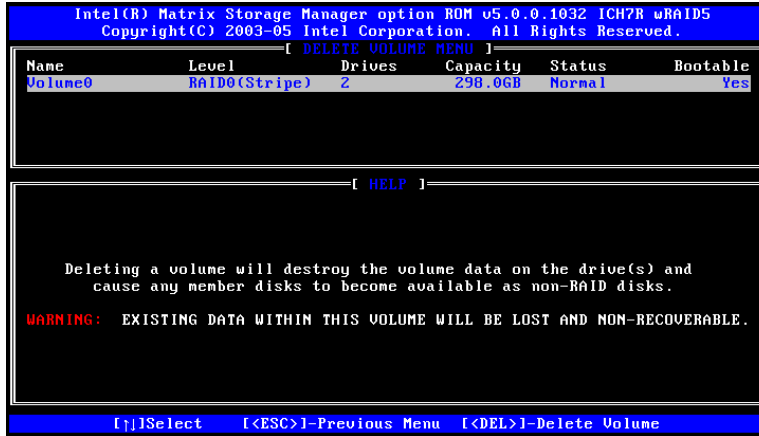 Intel(R) Matrix Storage Manager option ROM v5.0.0.1032 ICH7R wRAID5
Copyright(C) 2003-05 Intel Corporation. All Rights Reserved.
[ DELETE VOLUME MENU ]
Name Level Drives Capacity Status Bootable
Volume0 RAID0(Stripe) 2 298.0GB Normal Yes
[ HELP ]
Deleting a volume will destroy the volume data on the drive(s) and
cause any member disks to become available as non-RAID disks.
WARNING: EXISTING DATA WITHIN THIS VOLUME WILL BE LOST AND NON-RECOVERABLE.
[↑↓]Select [<ESC>]-Previous Menu [<DEL>]-Delete Volume